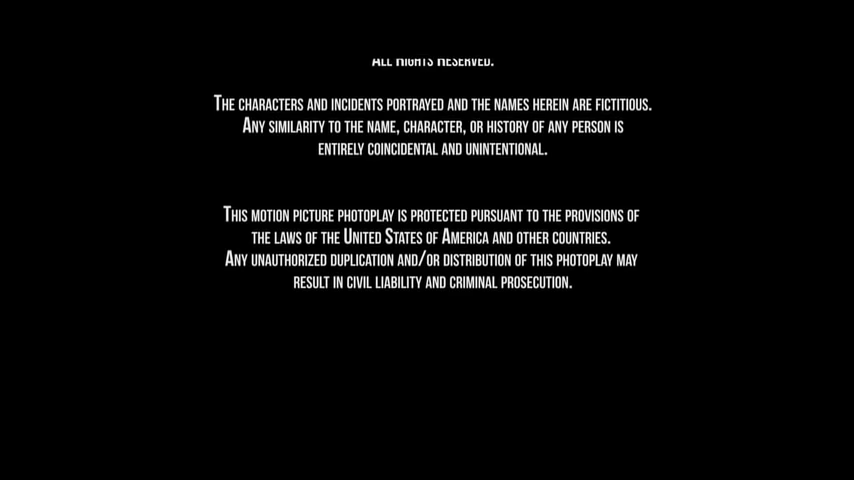 All Rights Reserved.
The characters and incidents portrayed and the names herein are fictitious.
Any similarity to the name, character, or history of any person is
entirely coincidental and unintentional.
This motion picture photoplay is protected pursuant to the provisions of
the laws of the United States of America and other countries.
Any unauthorized duplication and/or distribution of this photoplay may
result in civil liability and criminal prosecution.